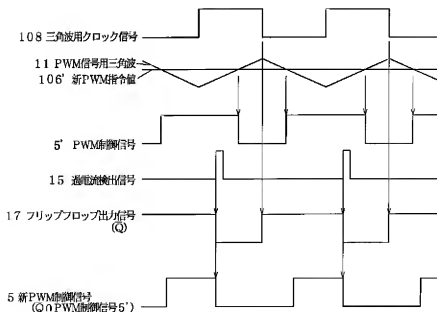 108 三角波用クロック信号
11 PWM信号用三角波
106' 新PWM指令値
5' PWM制御信号
15 過電流検出信号
17 フリップフロップ出力信号
(Q)
5 新PWM制御信号
(Q∩PWM制御信号5')